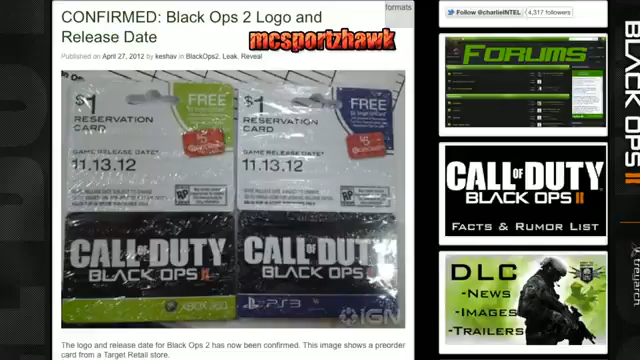 formats
CONFIRMED: Black Ops 2 Logo and
Release Date
mcsportzhawk
Published on April 27, 2012 by keshav in BlackOps2, Leak, Reveal
$1
RESERVATION
CARD
FREE
GAME RELEASE DATE*
11.13.12
CALL OF DUTY
BLACK OPS II
XBOX 360
$1
RESERVATION
CARD
FREE
GAME RELEASE DATE*
11.13.12
CALL OF DUTY
BLACK OPS II
PS3
IGN
The logo and release date for Black Ops 2 has now been confirmed. This image shows a preorder
card from a Target Retail store.
Follow @charlieINTEL
4,317 followers
FORUMS
CALL OF DUTY
BLACK OPS II
FACTS & RUMOR LIST
DLC
-NEWS
-IMAGES
-TRAILERS
BLACK OPS II
TREYARCH